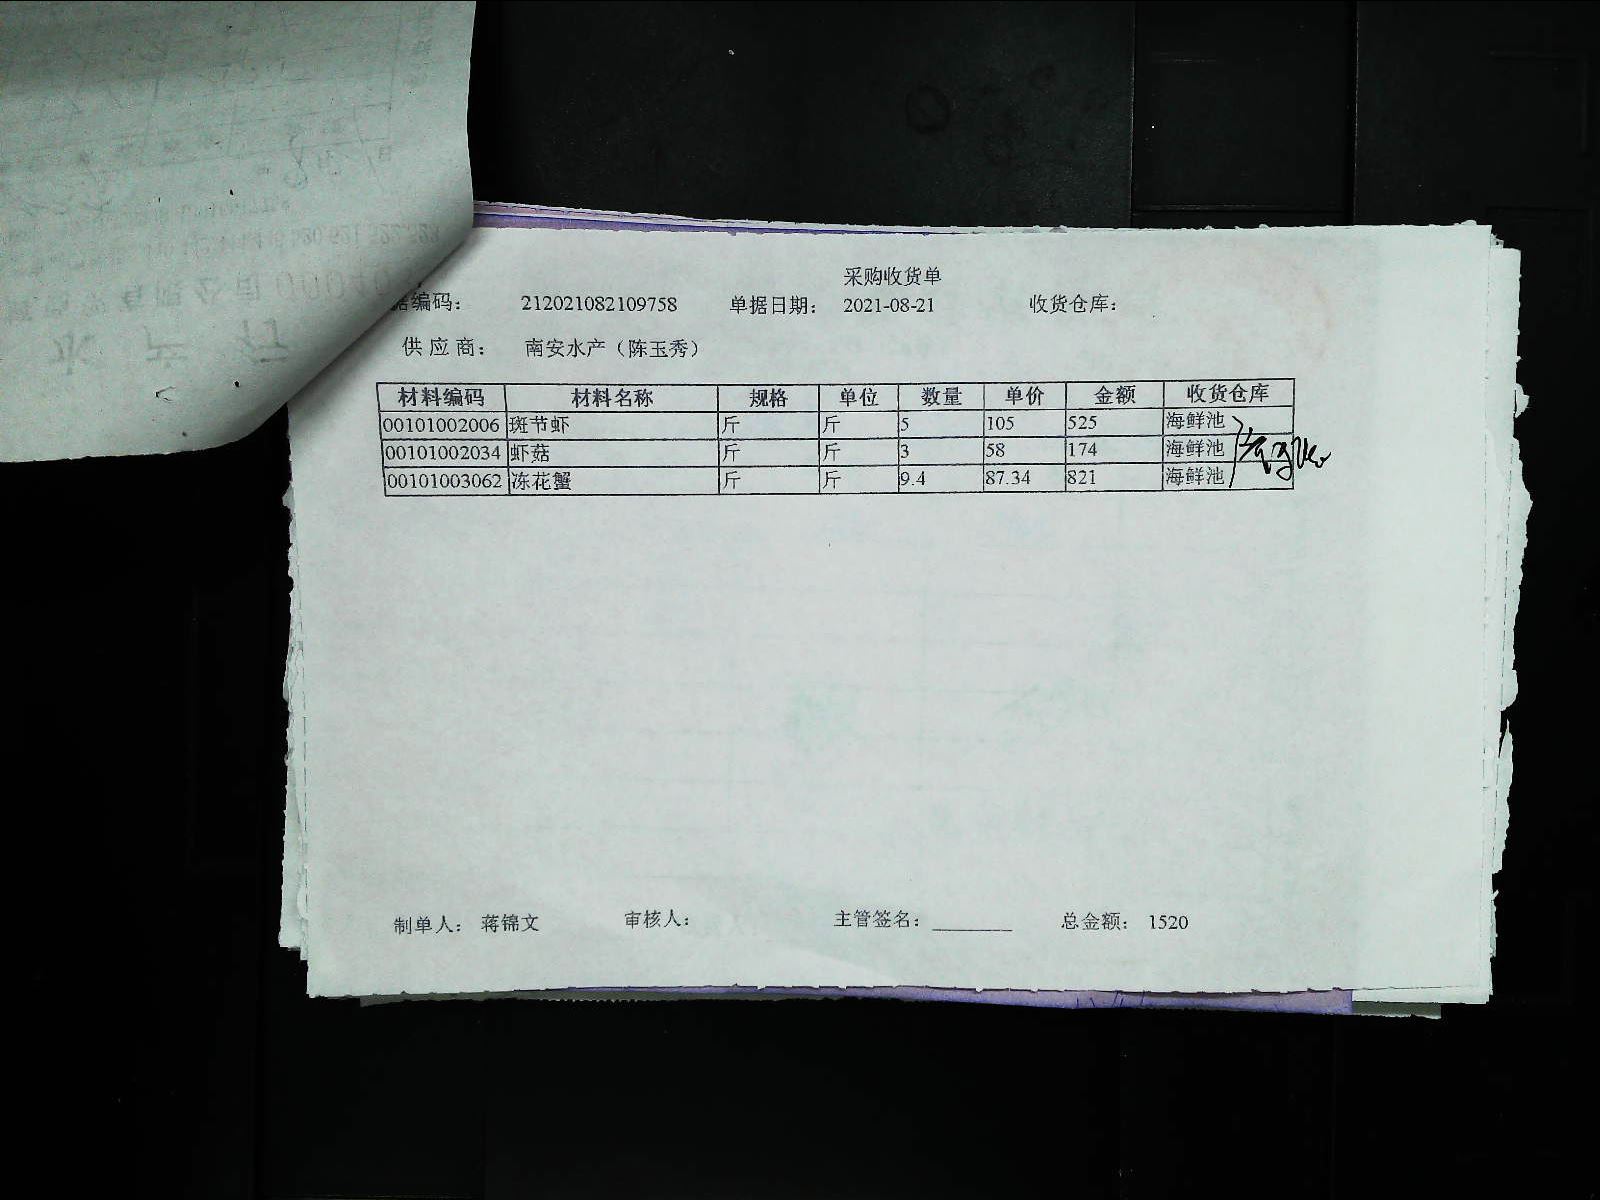 采购收货单
据编码： 212021082109758 单据日期： 2021-08-21 收货仓库：
供应商： 南安水产（陈玉秀）
材料编码 材料名称 规格 单位 数量 单价 金额 收货仓库
00101002006 斑节虾 斤 斤 5 105 525 海鲜池
00101002034 虾菇 斤 斤 3 58 174 海鲜池
00101003062 冻花蟹 斤 斤 9.4 87.34 821 海鲜池
制单人： 蒋锦文 审核人： 主管签名：________ 总金额： 1520